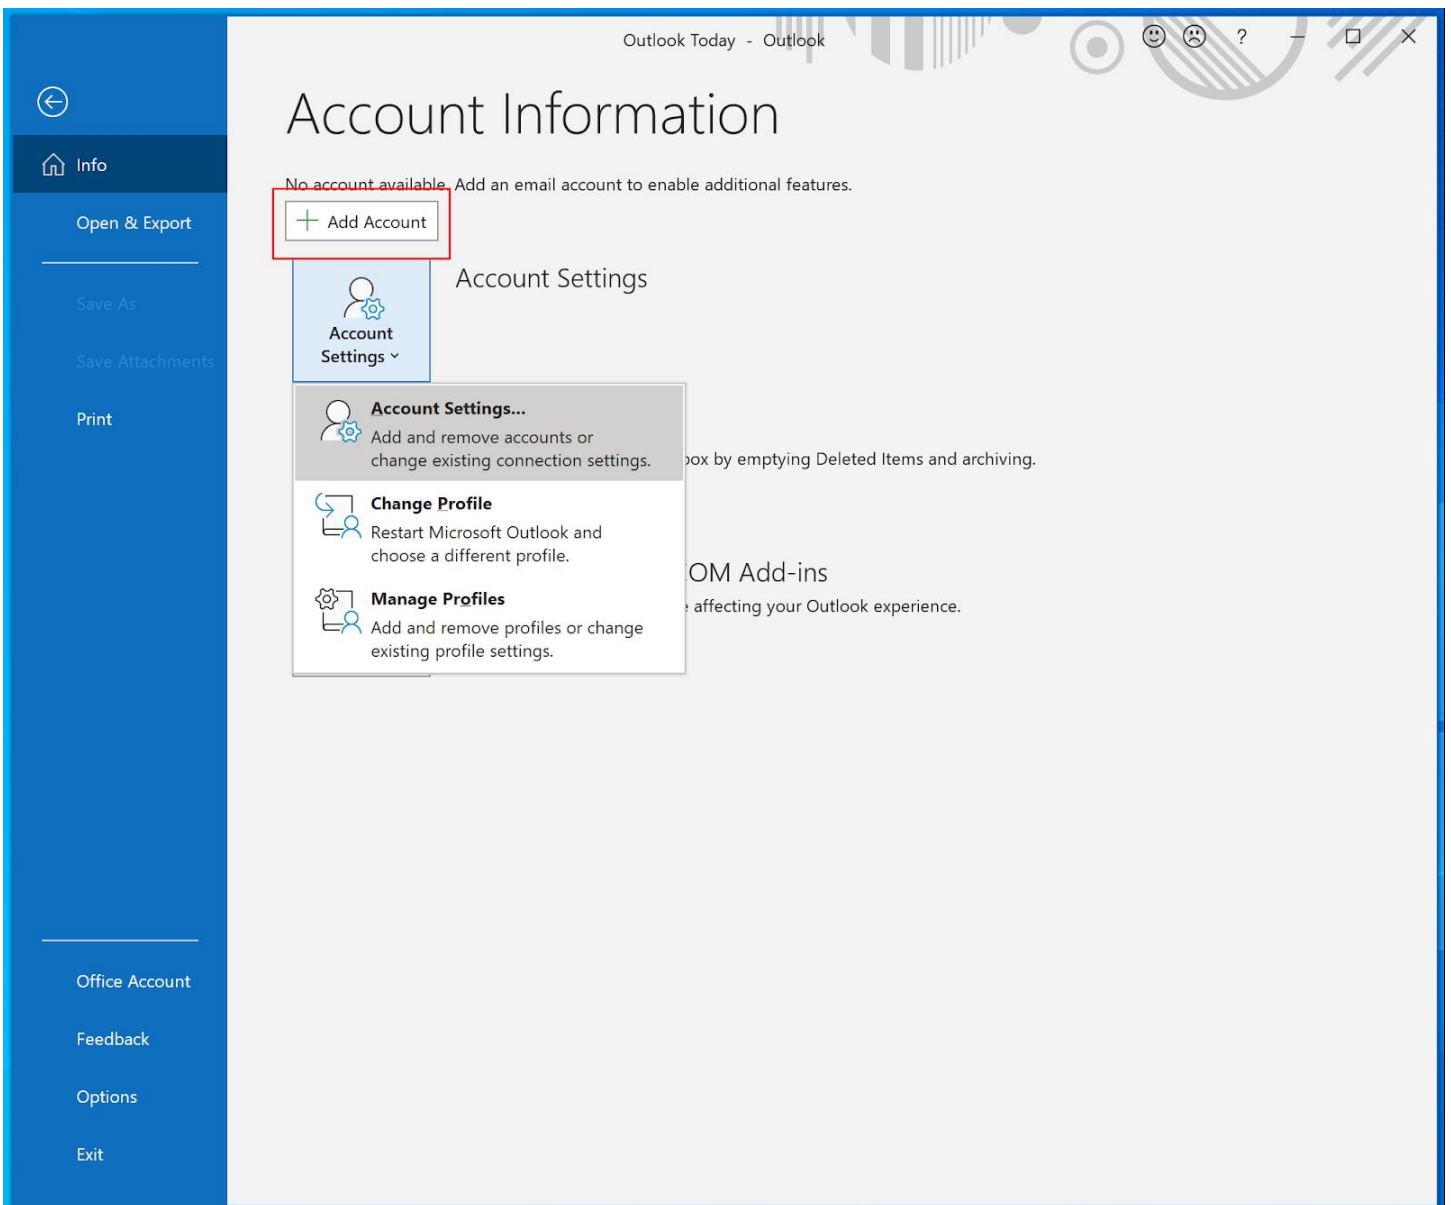 Outlook Today - Outlook
?
Account Information
Info
No account available. Add an email account to enable additional features.
Open & Export
Add Account
Account Settings
Save As
Account
Settings
Save Attachments
Print
Account Settings...
Add and remove accounts or
change existing connection settings.
box by emptying Deleted Items and archiving.
Change Profile
Restart Microsoft Outlook and
choose a different profile.
OM Add-ins
Manage Profiles
affecting your Outlook experience.
Add and remove profiles or change
existing profile settings.
Office Account
Feedback
Options
Exit